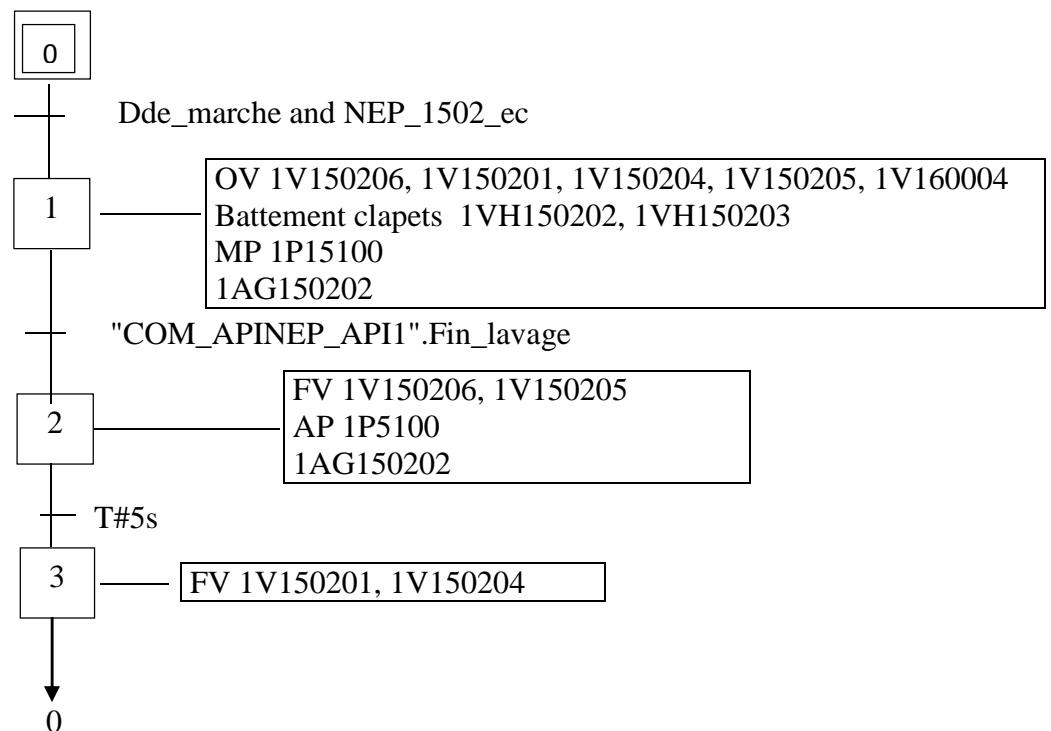 0
Dde_marche and NEP_1502_ec
1
OV 1V150206, 1V150201, 1V150204, 1V150205, 1V160004
Battement clapets 1VH150202, 1VH150203
MP 1P15100
1AG150202
"COM_APINEP_API1".Fin_lavage
2
FV 1V150206, 1V150205
AP 1P5100
1AG150202
T#5s
3
FV 1V150201, 1V150204
0